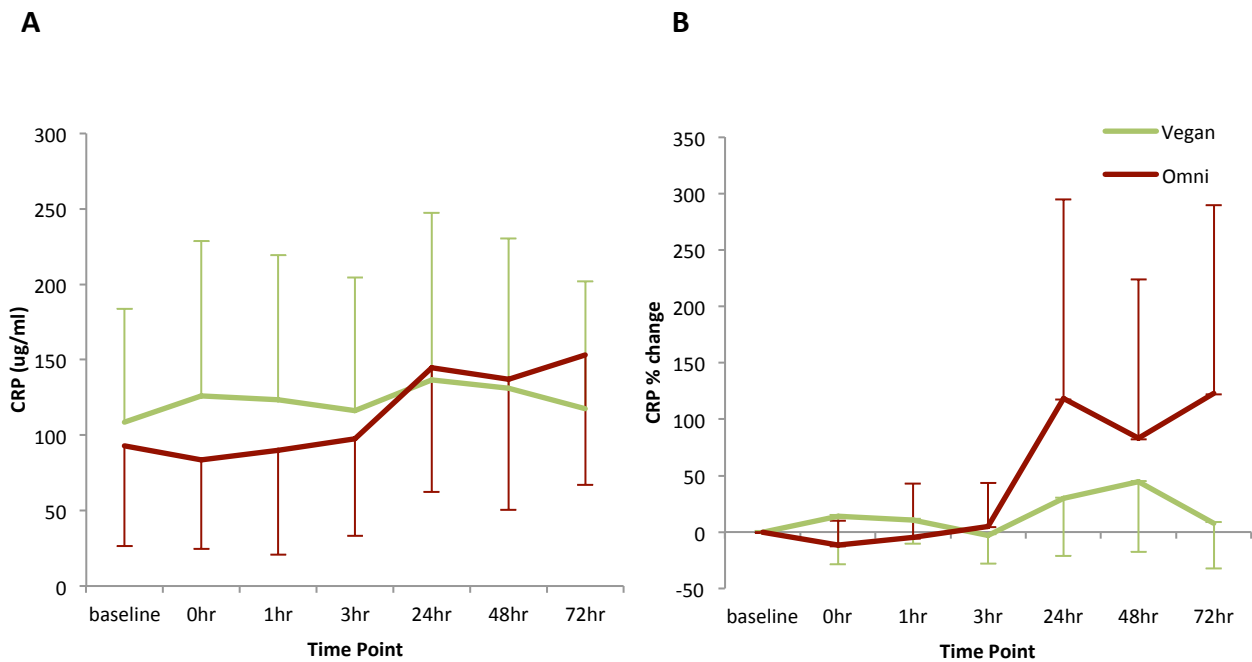 A
CRP (ug/ml)
300
250
200
150
100
50
0
baseline 0hr 1hr 3hr 24hr 48hr 72hr
Time Point
B
CRP % change
350
300
250
200
150
100
50
0
-50
baseline 0hr 1hr 3hr 24hr 48hr 72hr
Time Point
Vegan
Omni